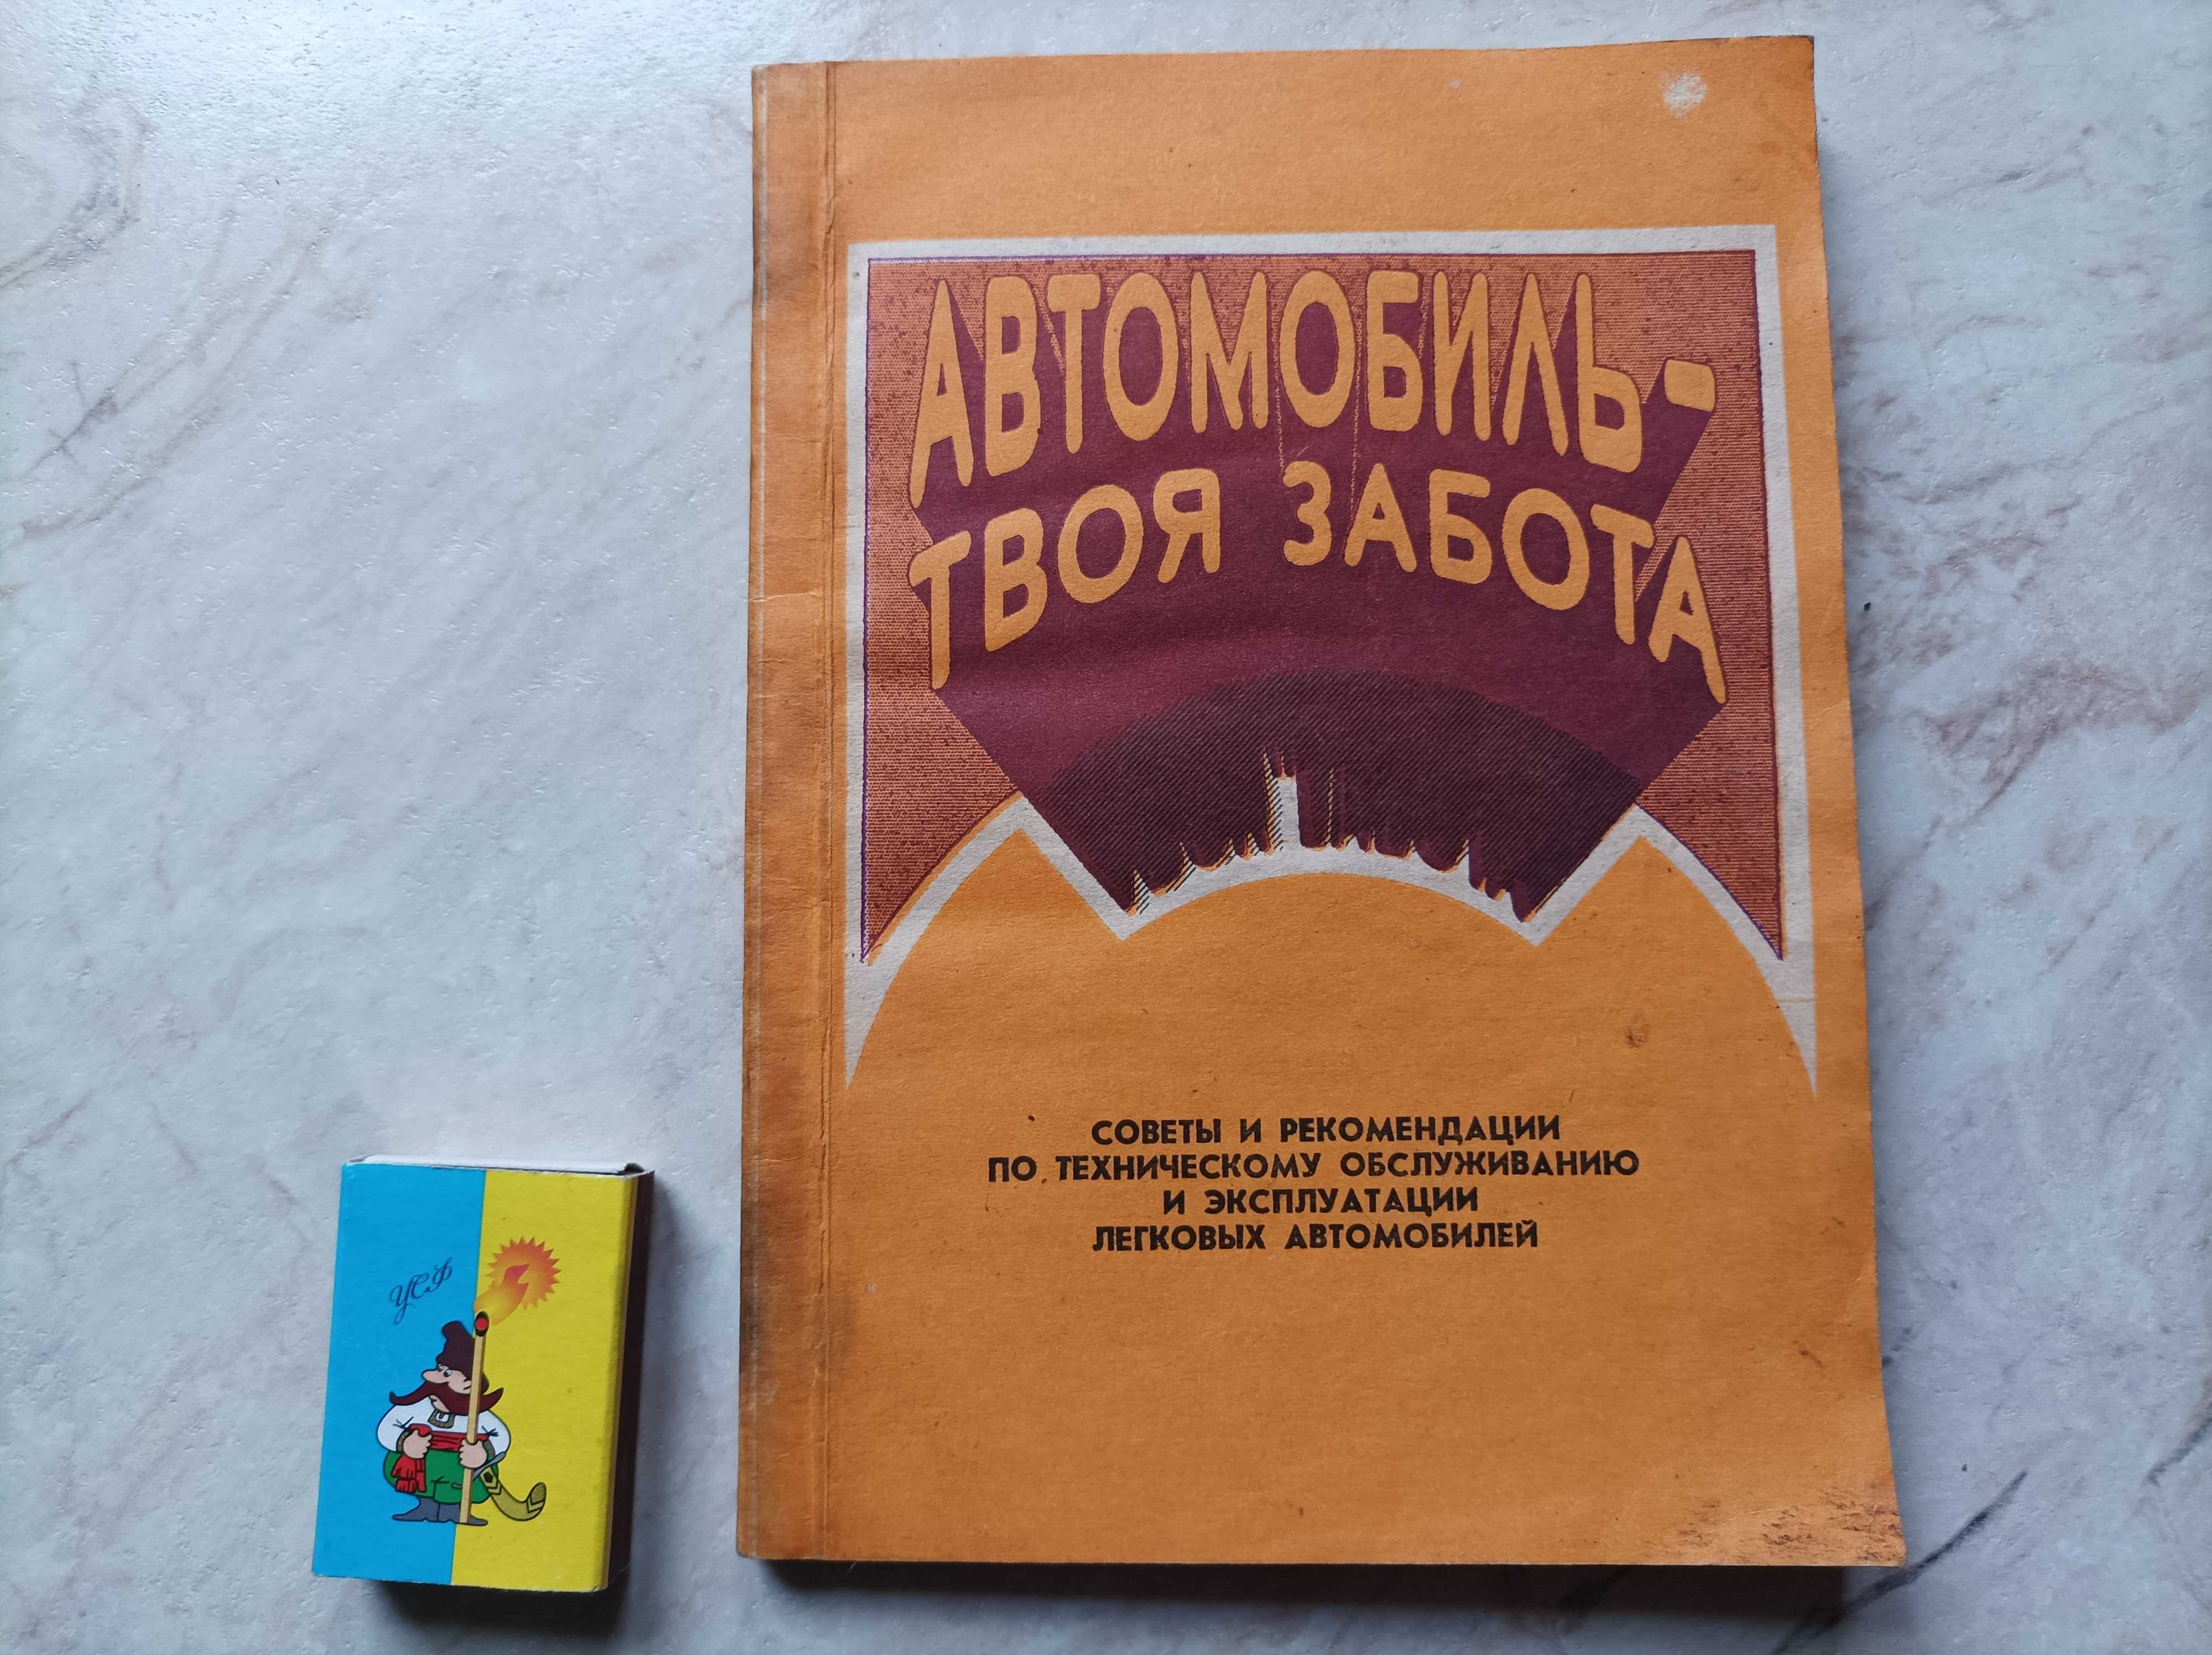 АВТОМОБИЛЬ-
ТВОЯ ЗАБОТА
СОВЕТЫ И РЕКОМЕНДАЦИИ
ПО ТЕХНИЧЕСКОМУ ОБСЛУЖИВАНИЮ
И ЭКСПЛУАТАЦИИ
ЛЕГКОВЫХ АВТОМОБИЛЕЙ
УСФ